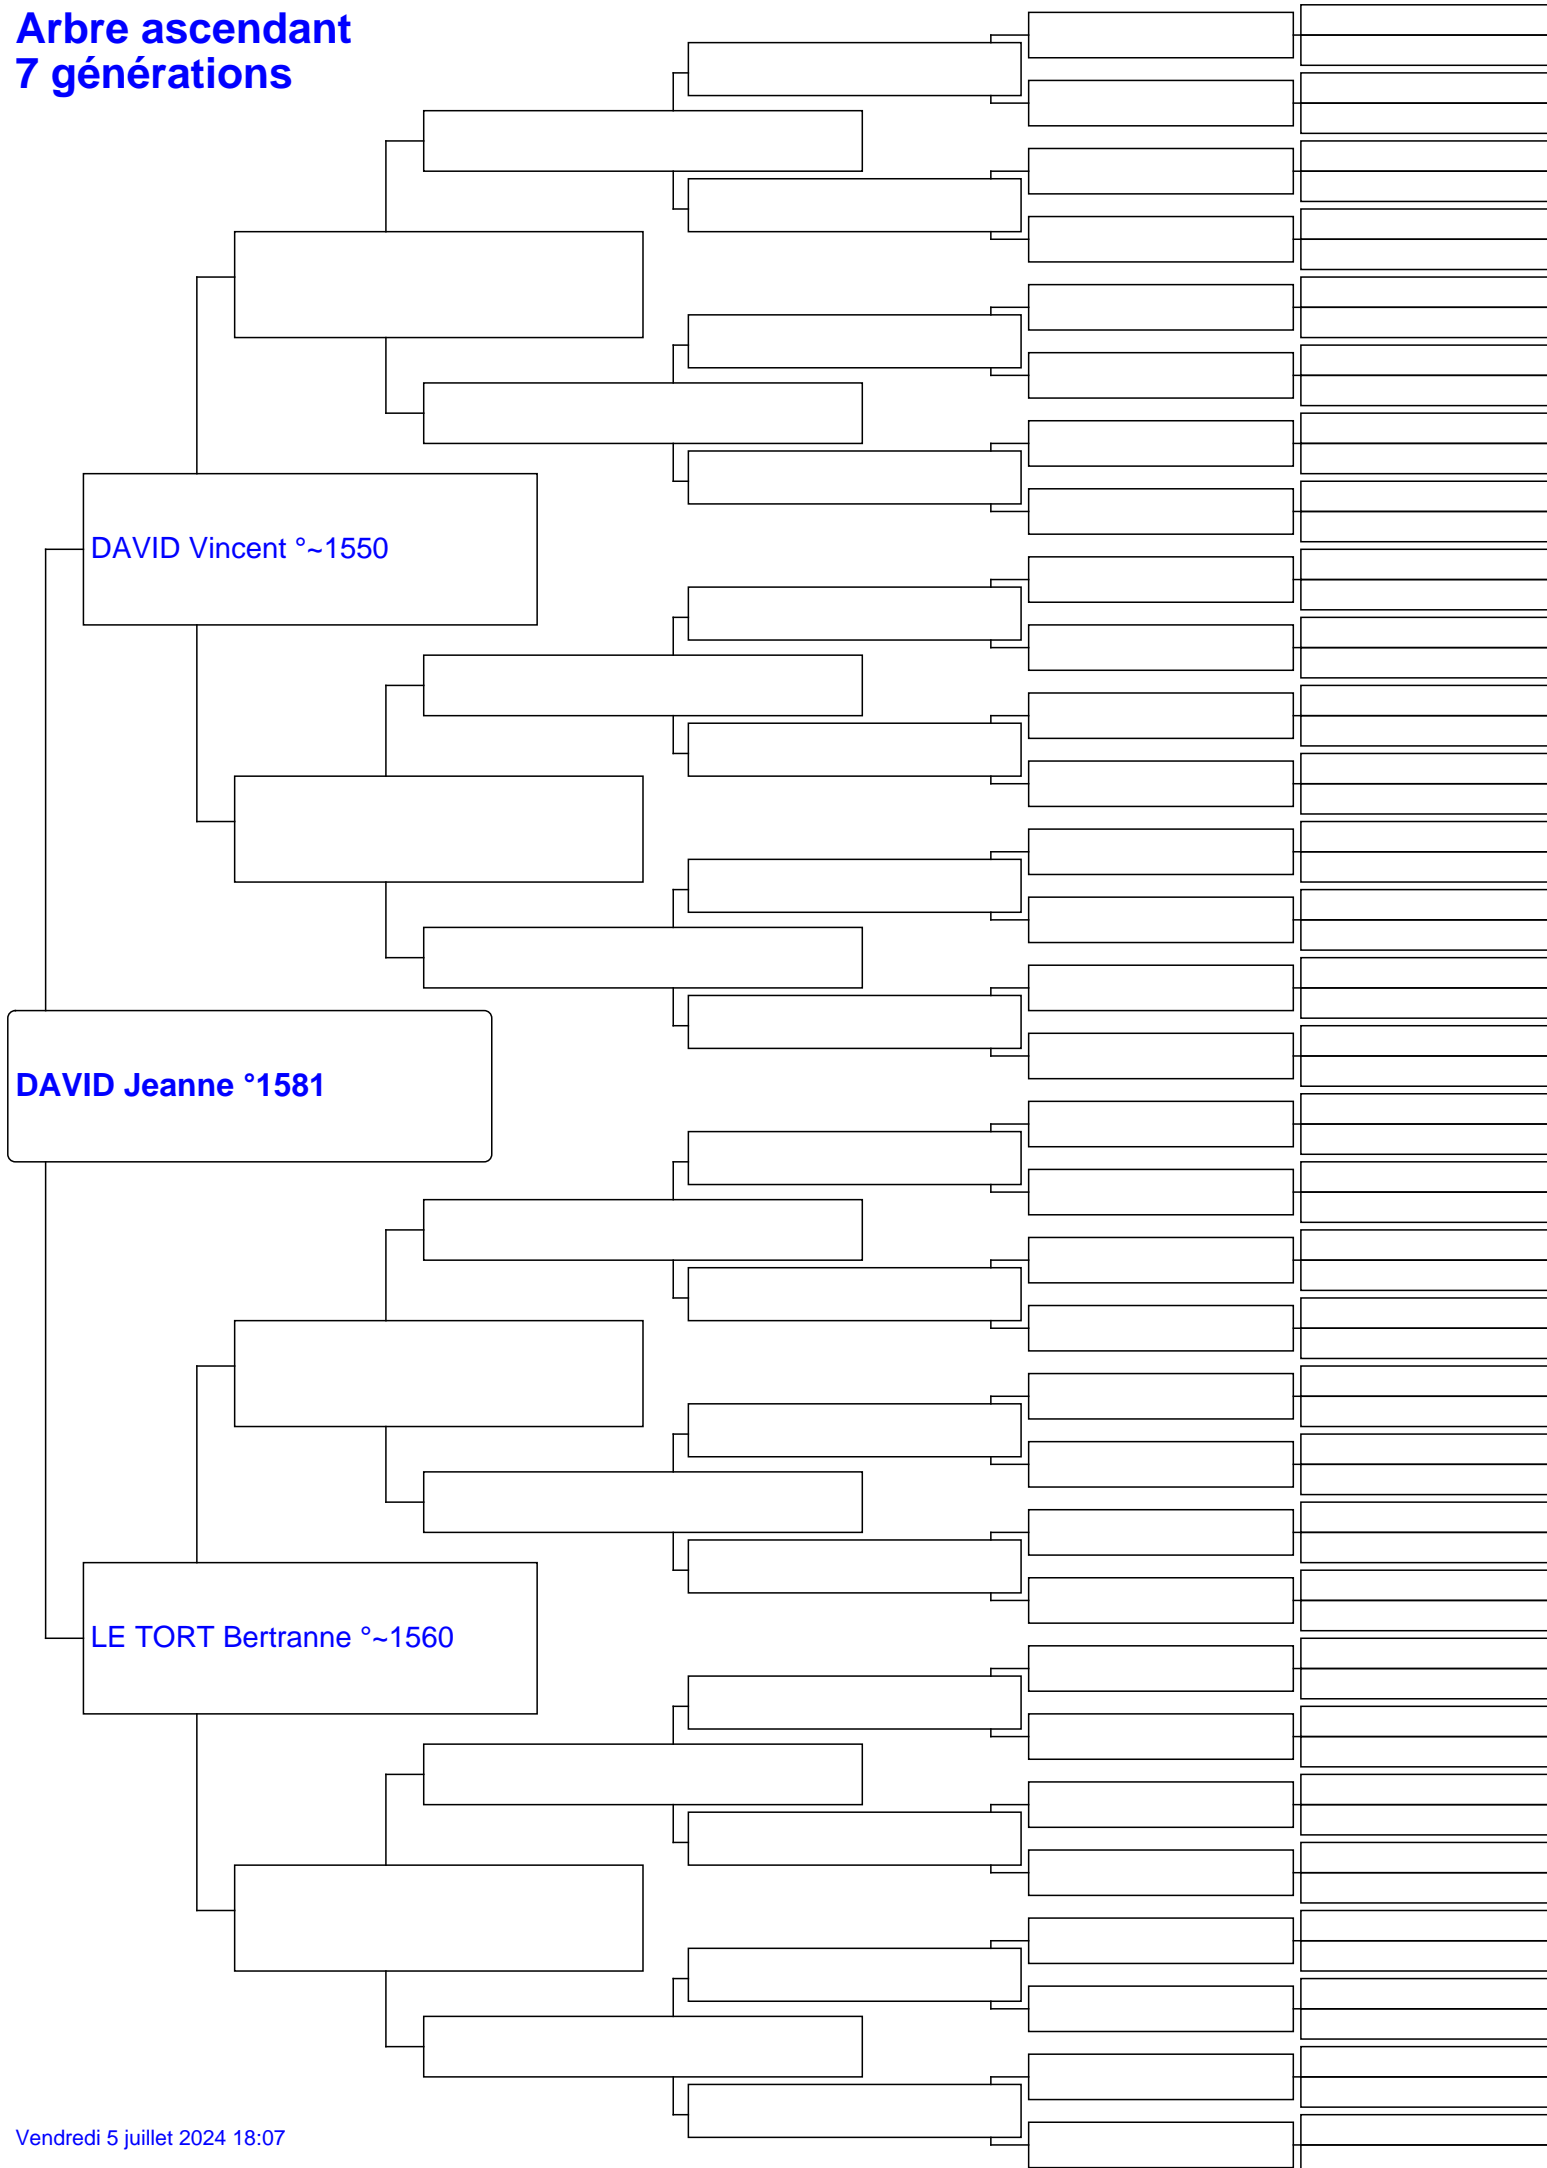 Arbre ascendant
7 générations
DAVID Vincent °~1550
DAVID Jeanne °1581
LE TORT Bertranne °~1560
Vendredi 5 juillet 2024 18:07